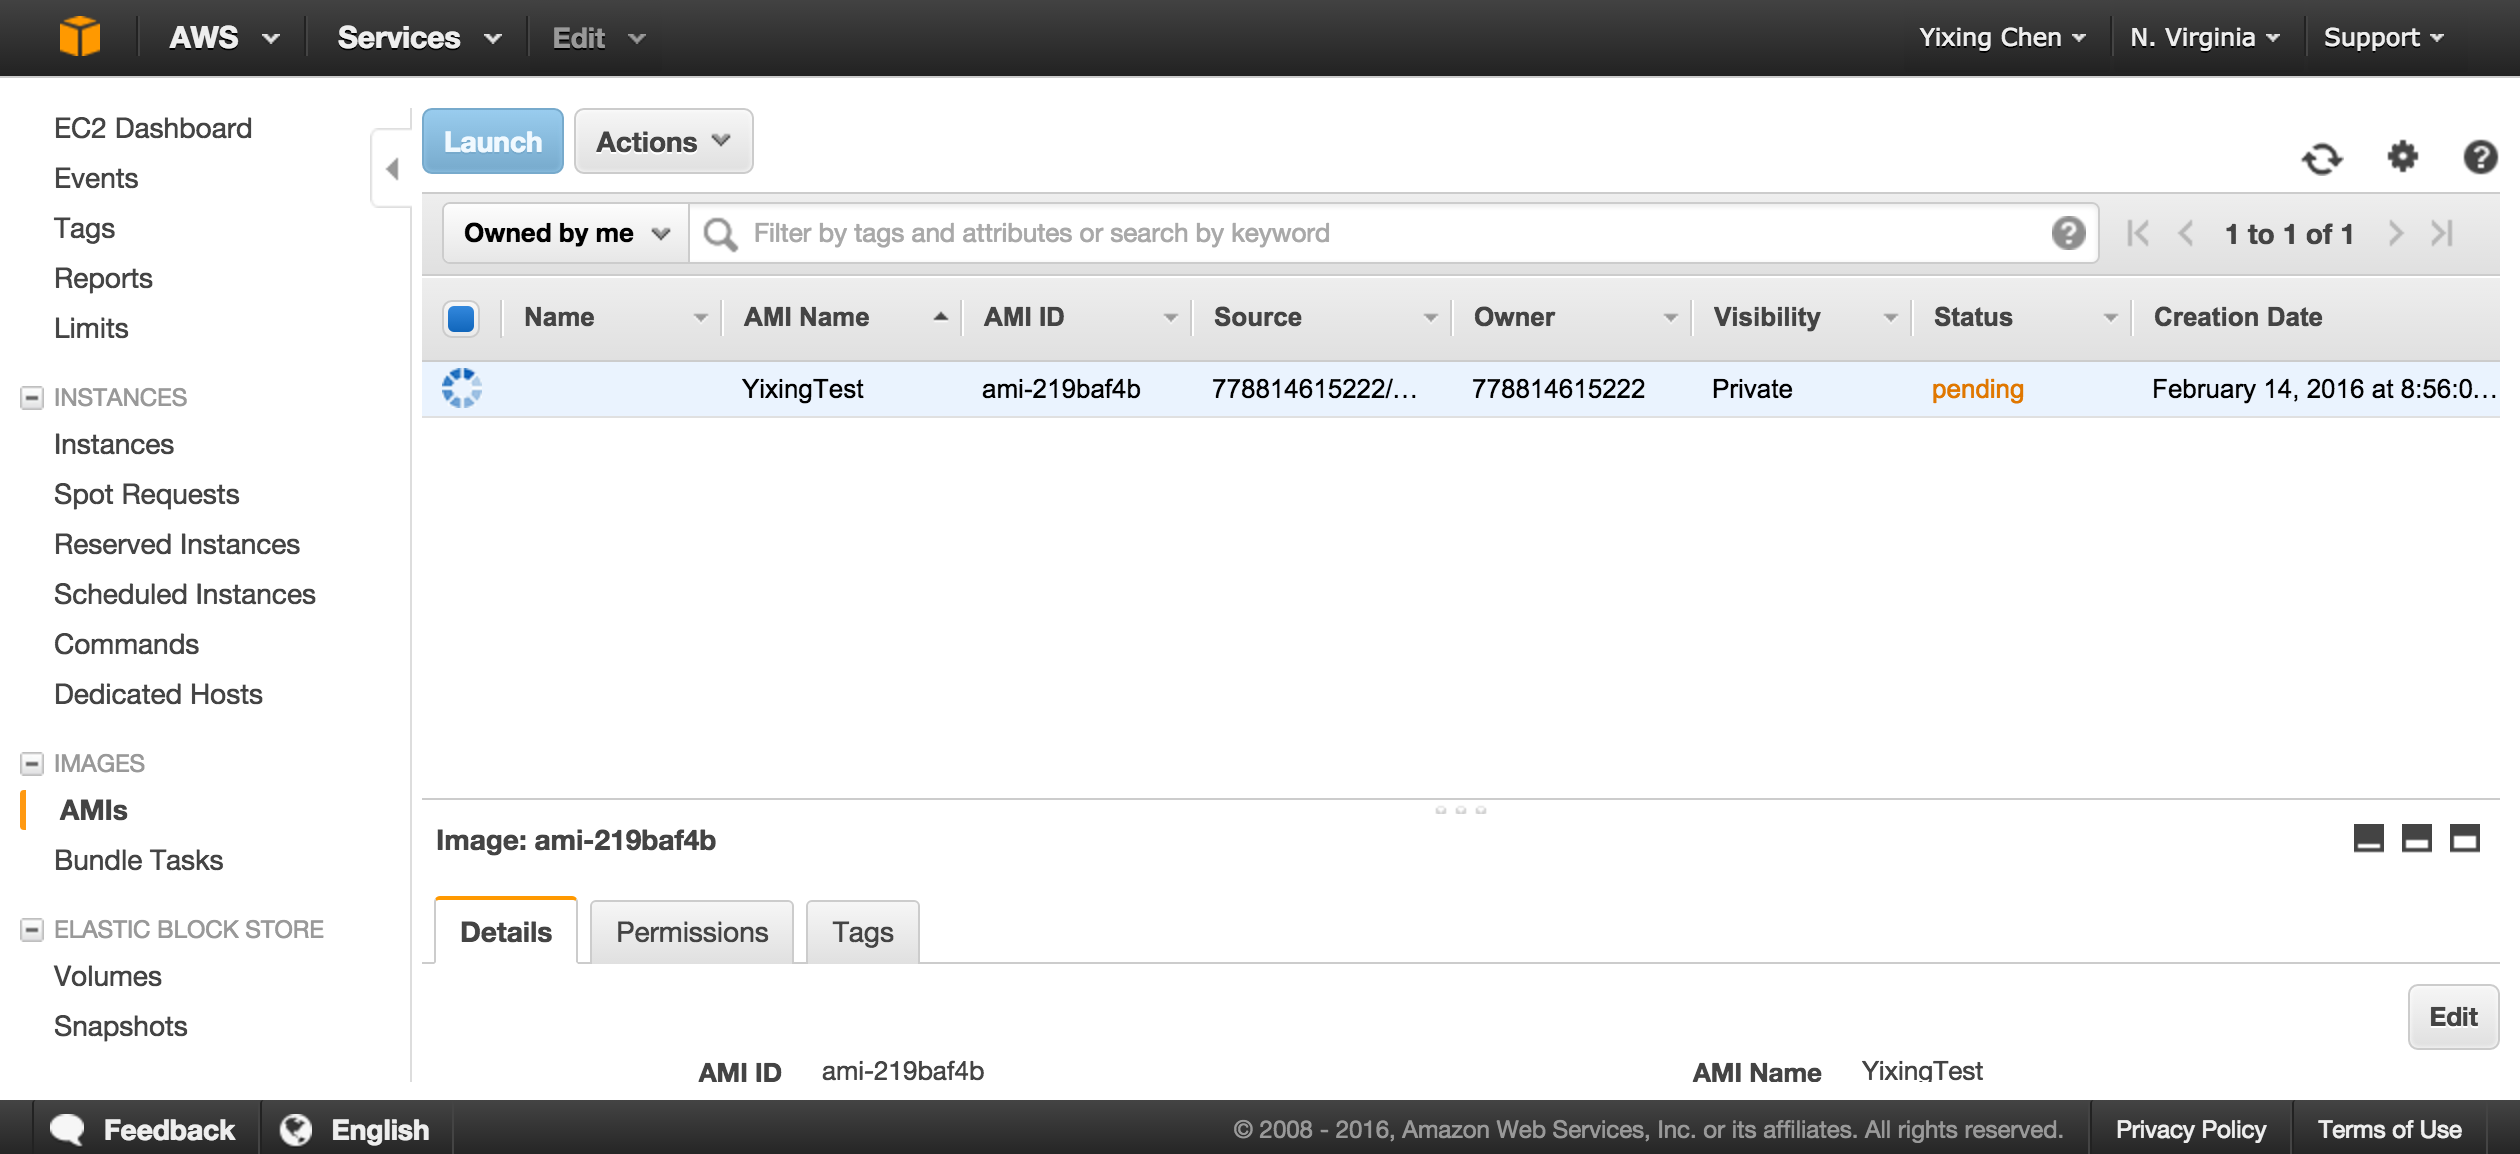 AWS Services Edit Yixing Chen N. Virginia Support
EC2 Dashboard
Events
Tags
Reports
Limits
INSTANCES
Instances
Spot Requests
Reserved Instances
Scheduled Instances
Commands
Dedicated Hosts
IMAGES
AMIs
Bundle Tasks
ELASTIC BLOCK STORE
Volumes
Snapshots
Launch Actions
Owned by me Filter by tags and attributes or search by keyword 1 to 1 of 1
Name AMI Name AMI ID Source Owner Visibility Status Creation Date
YixingTest ami-219baf4b 778814615222/... 778814615222 Private pending February 14, 2016 at 8:56:0...
Image: ami-219baf4b
Details Permissions Tags
Edit
AMI ID ami-219baf4b AMI Name YixingTest
Feedback English © 2008 - 2016, Amazon Web Services, Inc. or its affiliates. All rights reserved. Privacy Policy Terms of Use